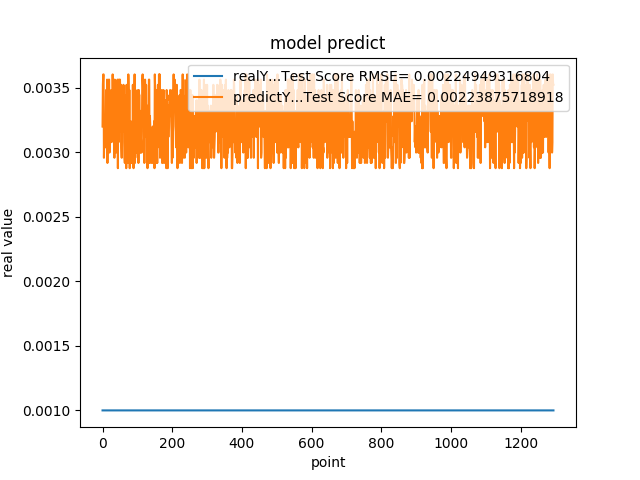 model predict
realY...Test Score RMSE= 0.00224949316804
predictY...Test Score MAE= 0.00223875718918
0.0035
0.0030
0.0025
0.0020
0.0015
0.0010
real value
0 200 400 600 800 1000 1200
point